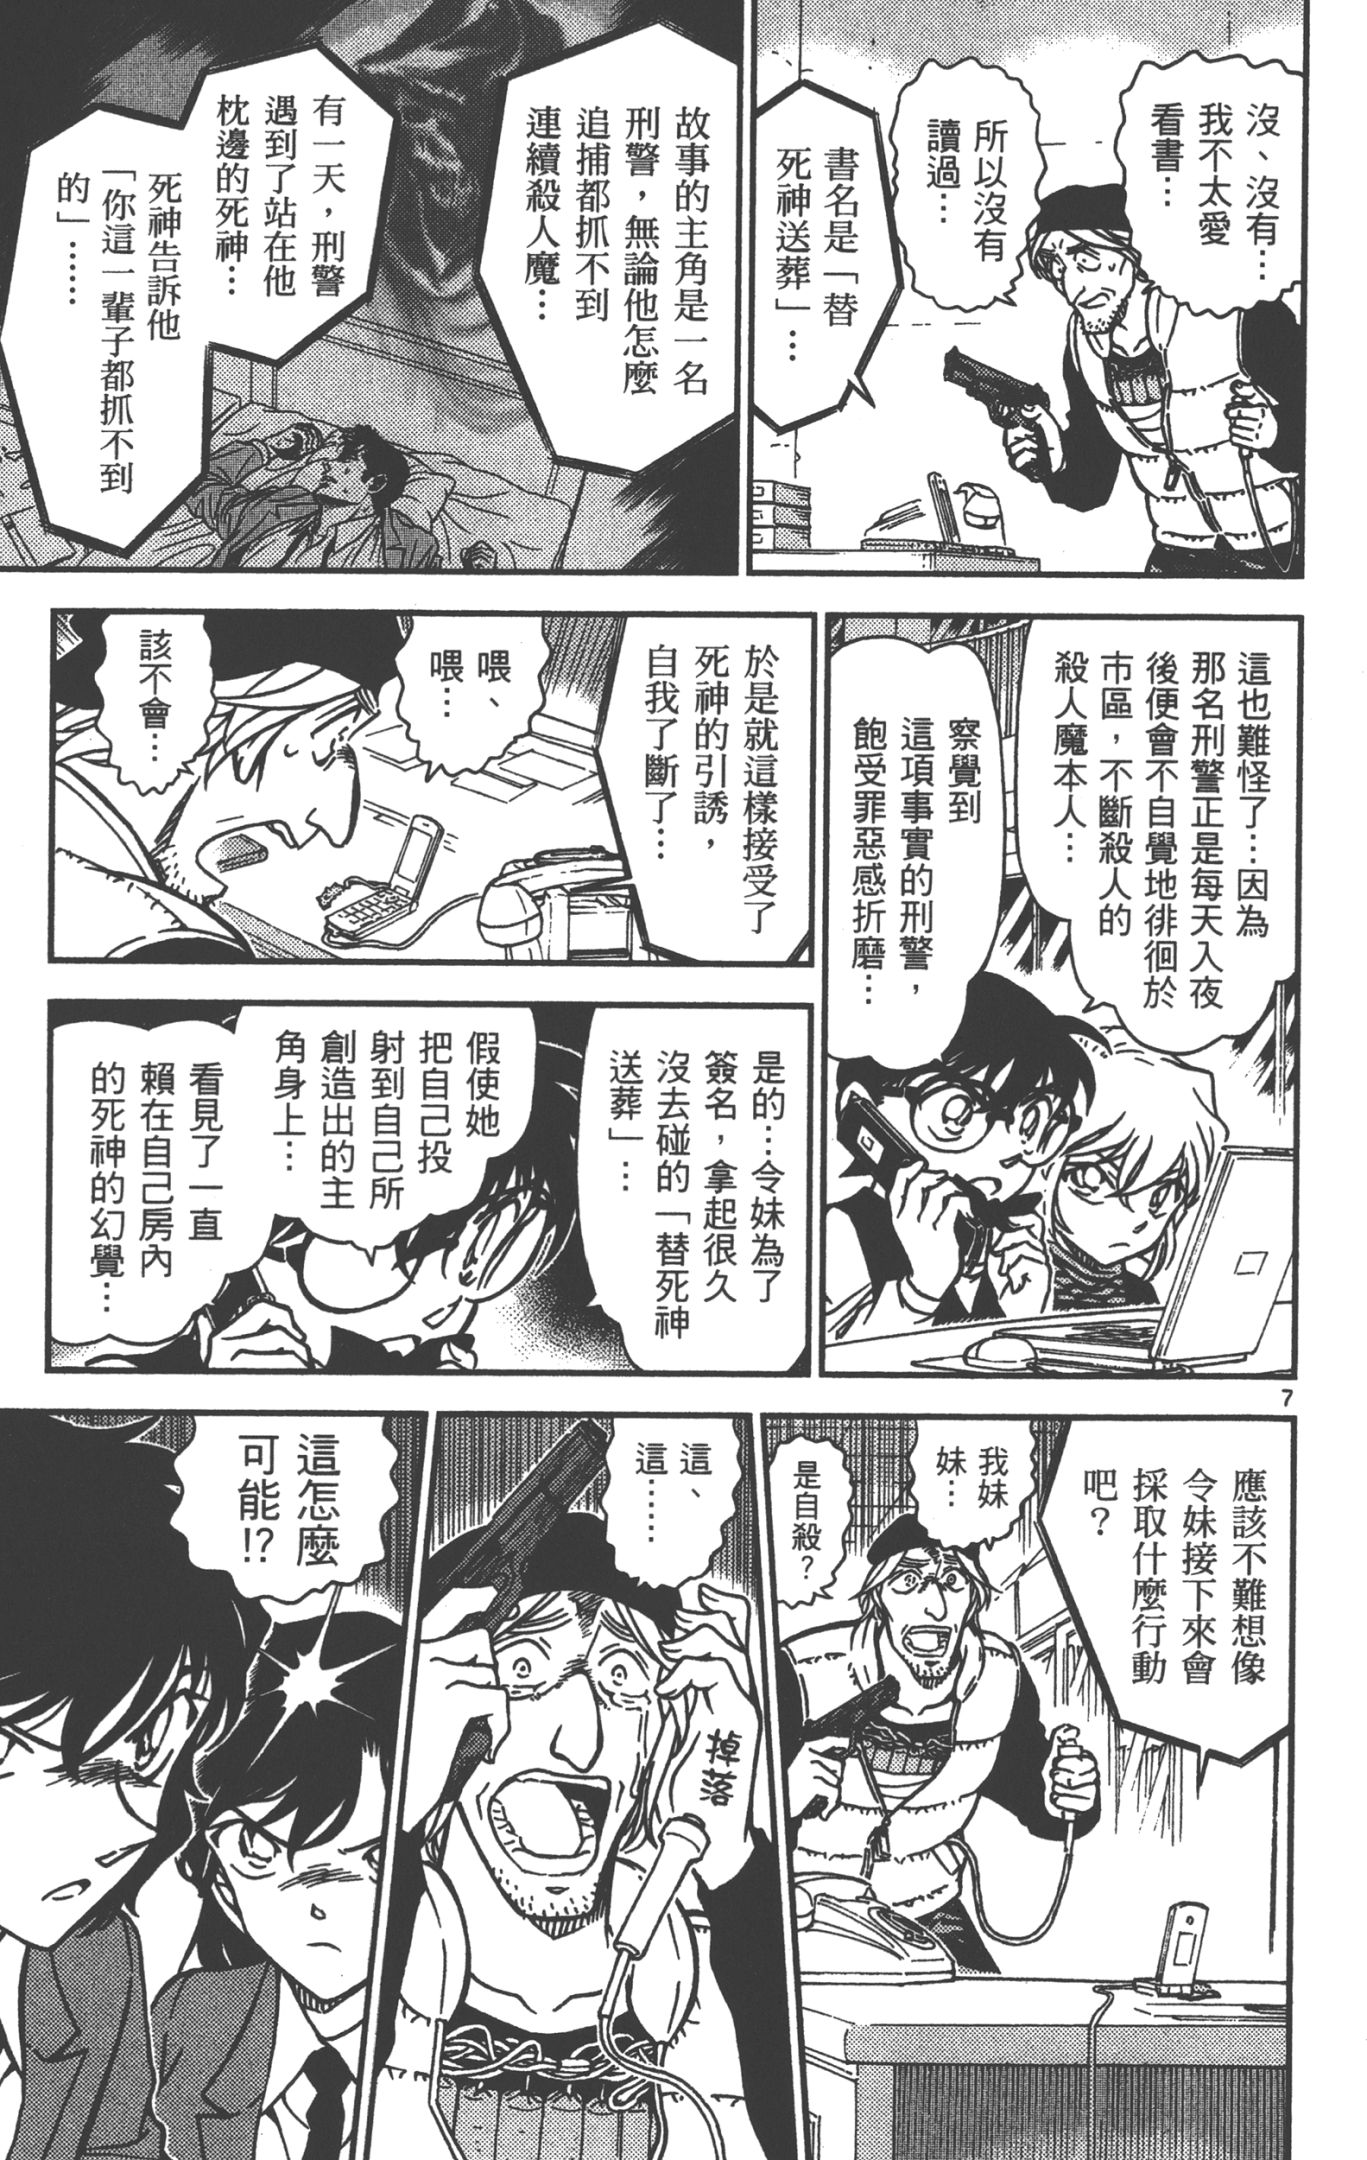 沒、沒有…
我不太愛
看書…
所以沒有
讀過…
書名是「替
死神送葬」…
故事的主角是一名
刑警，無論他怎麼
追捕都抓不到
連續殺人魔…
有一天，刑警
遇到了站在他
枕邊的死神…
死神告訴他
「你這一輩子都抓不到
的」……
這也難怪了…因為
那名刑警正是每天入夜
後便會不自覺地徘徊於
市區，不斷殺人的
殺人魔本人…
察覺到
這項事實的刑警，
飽受罪惡感折磨…
於是就這樣接受了
死神的引誘，
自我了斷了…
喂、
喂…
該不會…
是的…令妹為了
簽名，拿起很久
沒去碰的「替死神
送葬」…
假使她
把自己投
射到自己所
創造出的主
角身上…
看見了一直
賴在自己房內
的死神的幻覺…
7
應該不難想像
令妹接下來會
採取什麼行動
吧？
我妹
妹…
是自殺？
這、
這……
掉落
這怎麼
可能!?